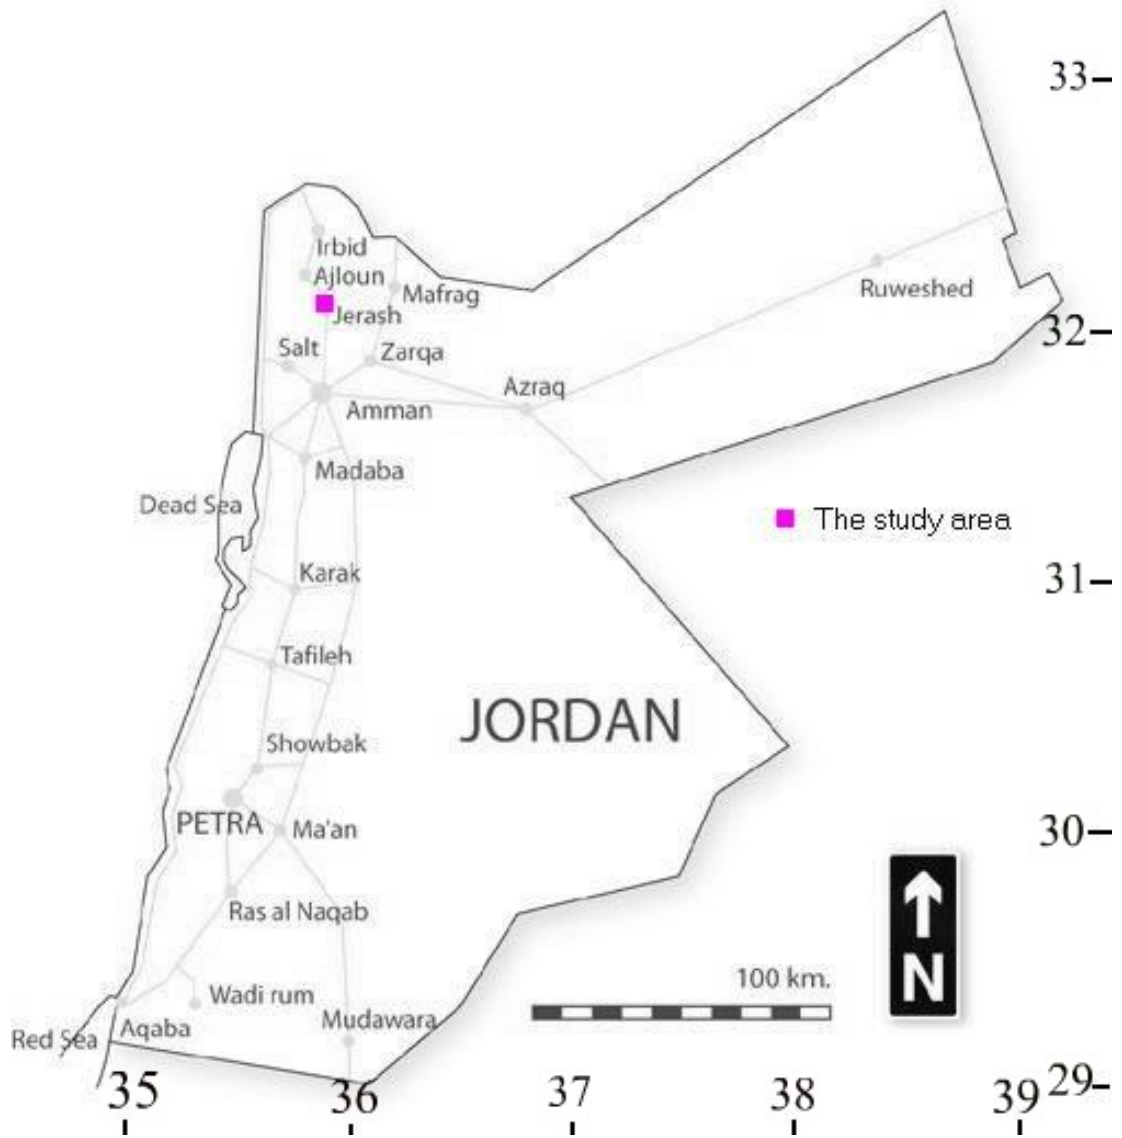 33
Irbid
Ajloun
Mafrag
Ruweshed
Jerash
32
Salt
Zarqa
Azraq
Amman
Madaba
Dead Sea
The study area
Karak
31
Tafileh
JORDAN
Showbak
PETRA
Ma'an
30
Ras al Naqab
100 km.
N
Wadi rum
Mudawara
Red Sea
Aqaba
35
36
37
38
39
29